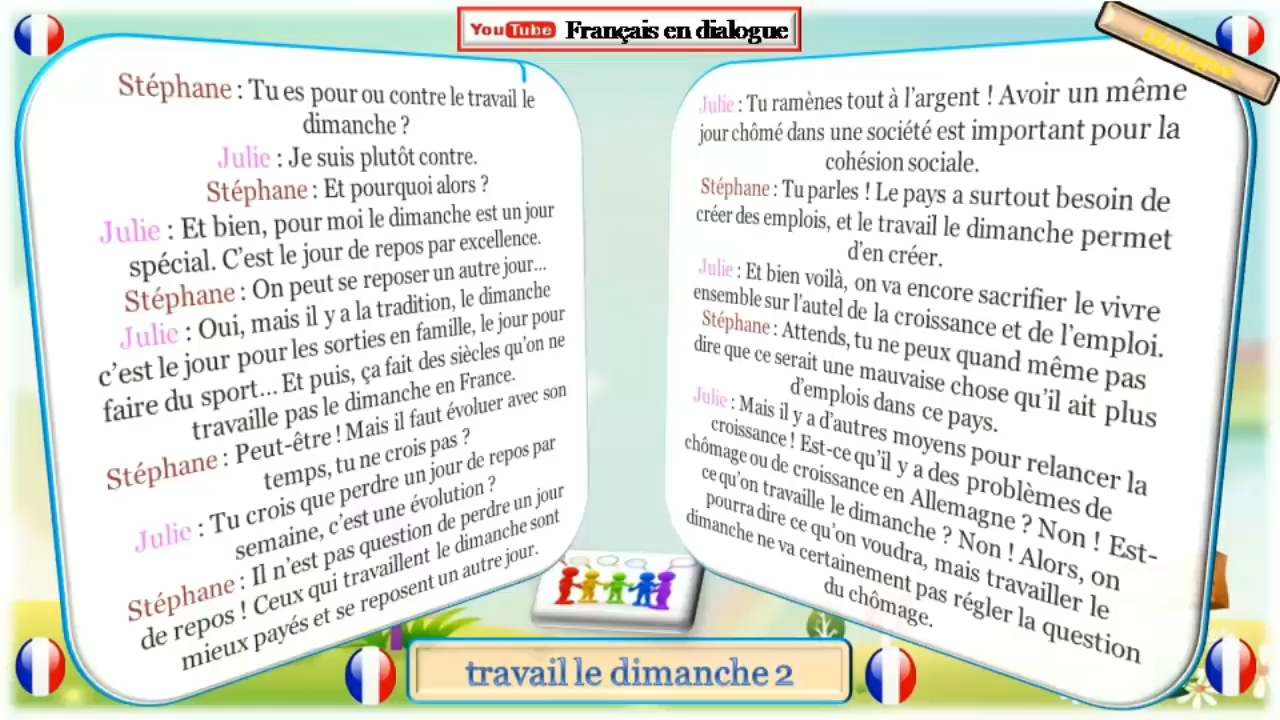 YouTube Français en dialogue
Dialogue
Stéphane : Tu es pour ou contre le travail le
dimanche ?
Julie : Je suis plutôt contre.
Stéphane : Et pourquoi alors ?
Julie : Et bien, pour moi le dimanche est un jour
spécial. C'est le jour de repos par excellence.
Stéphane : On peut se reposer un autre jour...
Julie : Oui, mais il y a la tradition, le dimanche
c'est le jour pour les sorties en famille, le jour pour
faire du sport... Et puis, ça fait des siècles qu'on ne
travaille pas le dimanche en France.
Stéphane : Peut-être ! Mais il faut évoluer avec son
temps, tu ne crois pas ?
Julie : Tu crois que perdre un jour de repos par
semaine, c'est une évolution ?
Stéphane : Il n'est pas question de perdre un jour
de repos ! Ceux qui travaillent le dimanche sont
mieux payés et se reposent un autre jour.
Julie : Tu ramènes tout à l'argent ! Avoir un même
jour chômé dans une société est important pour la
cohésion sociale.
Stéphane : Tu parles ! Le pays a surtout besoin de
créer des emplois, et le travail le dimanche permet
d'en créer.
Julie : Et bien voilà, on va encore sacrifier le vivre
ensemble sur l'autel de la croissance et de l'emploi.
Stéphane : Attends, tu ne peux quand même pas
dire que ce serait une mauvaise chose qu'il ait plus
d'emplois dans ce pays.
Julie : Mais il y a d'autres moyens pour relancer la
croissance ! Est-ce qu'il y a des problèmes de
chômage ou de croissance en Allemagne ? Non ! Est-
ce qu'on travaille le dimanche ? Non ! Alors, on
pourra dire ce qu'on voudra, mais travailler le
dimanche ne va certainement pas régler la question
du chômage.
travail le dimanche 2